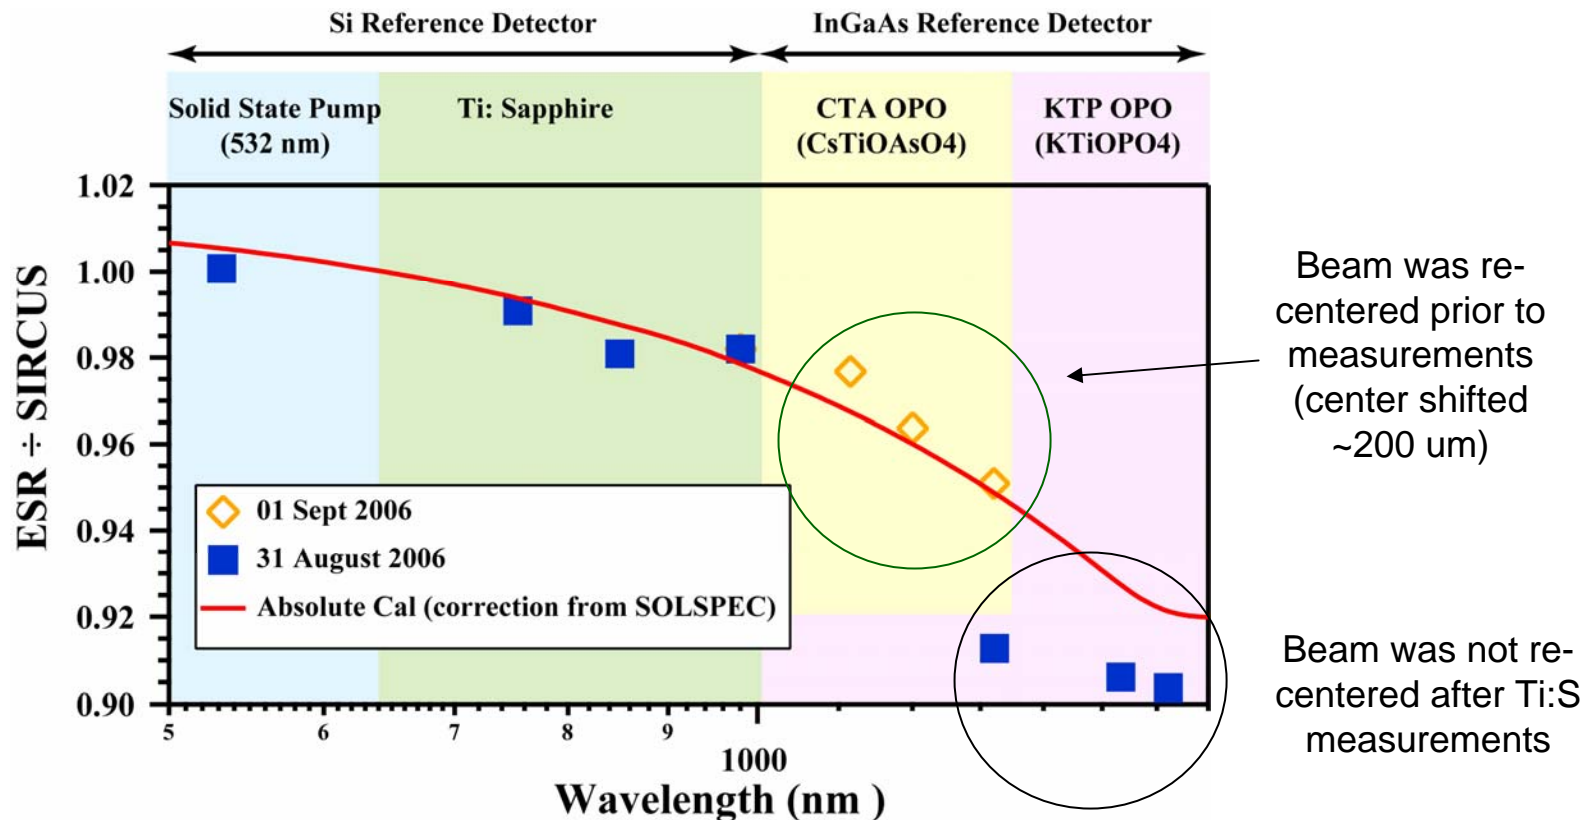 Si Reference Detector
InGaAs Reference Detector
Solid State Pump
(532 nm)
Ti: Sapphire
CTA OPO
(CsTiOAsO4)
KTP OPO
(KTiOPO4)
1.02
1.00
0.98
0.96
0.94
0.92
0.90
ESR ÷ SIRCUS
01 Sept 2006
31 August 2006
Absolute Cal (correction from SOLSPEC)
5
6
7
8
9
1000
Wavelength (nm )
Beam was re-
centered prior to
measurements
(center shifted
~200 um)
Beam was not re-
centered after Ti:S
measurements